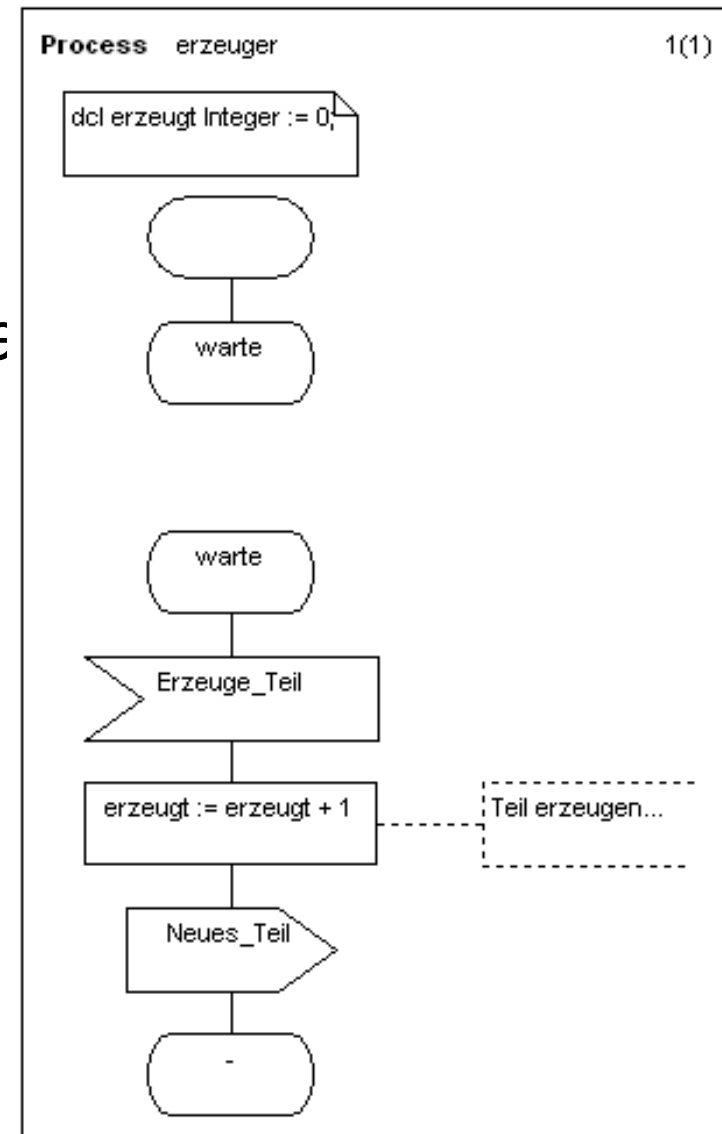 Process erzeuger 1(1)
dcl erzeugt Integer := 0;
warte
warte
Erzeuge_Teil
erzeugt := erzeugt + 1
Teil erzeugen...
Neues_Teil
-